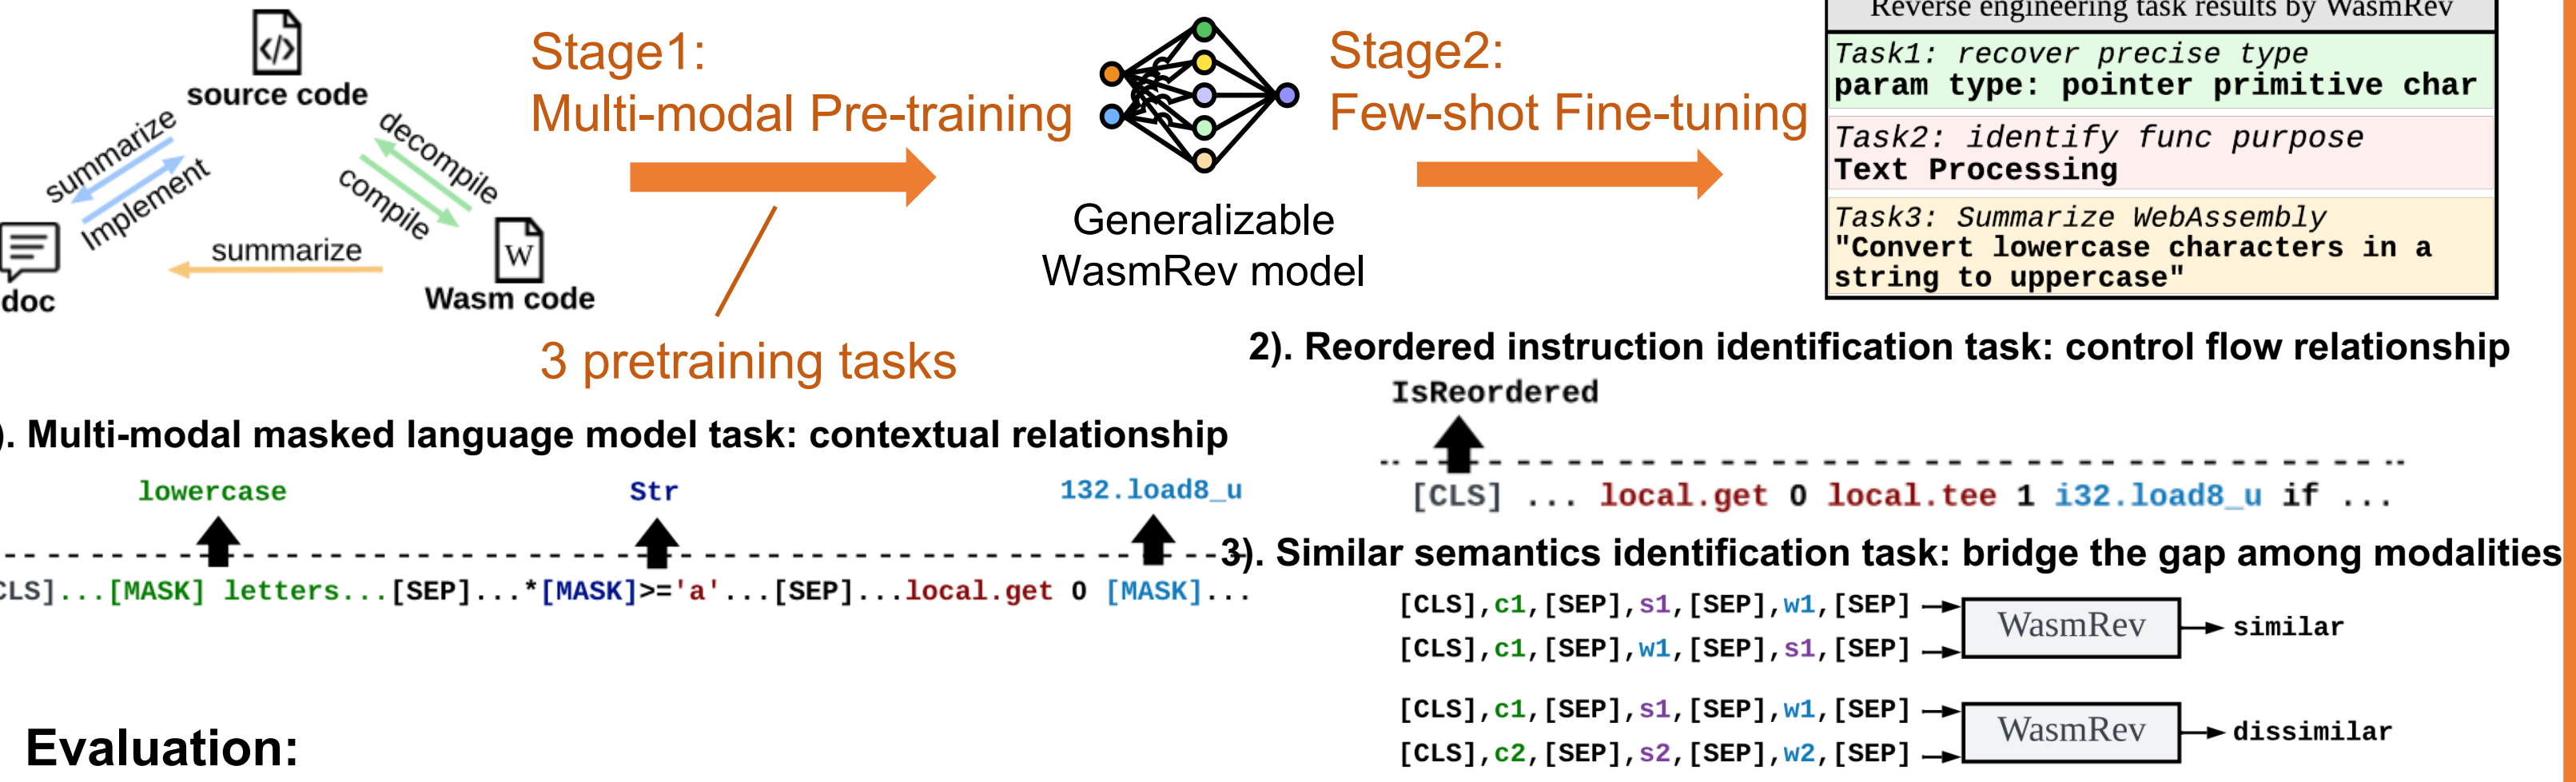 </>
source code
summarize
Implement
decompile
compile
summarize
W
doc
Wasm code
Stage1:
Multi-modal Pre-training
3 pretraining tasks
Generalizable
WasmRev model
Stage2:
Few-shot Fine-tuning
Reverse engineering task results by WasmRev
Task1: recover precise type
param type: pointer primitive char
Task2: identify func purpose
Text Processing
Task3: Summarize WebAssembly
"Convert lowercase characters in a
string to uppercase"
). Multi-modal masked language model task: contextual relationship
lowercase Str 132.load8_u
CLS]...[MASK] letters...[SEP]...*[MASK]>='a'...[SEP]...local.get 0 [MASK]...
2). Reordered instruction identification task: control flow relationship
IsReordered
[CLS] ... local.get 0 local.tee 1 i32.load8_u if ...
3). Similar semantics identification task: bridge the gap among modalities
[CLS],c1,[SEP],s1,[SEP],w1,[SEP]
[CLS],c1,[SEP],w1,[SEP],s1,[SEP]
WasmRev
similar
[CLS],c1,[SEP],s1,[SEP],w1,[SEP]
[CLS],c2,[SEP],s2,[SEP],w2,[SEP]
WasmRev
dissimilar
Evaluation: